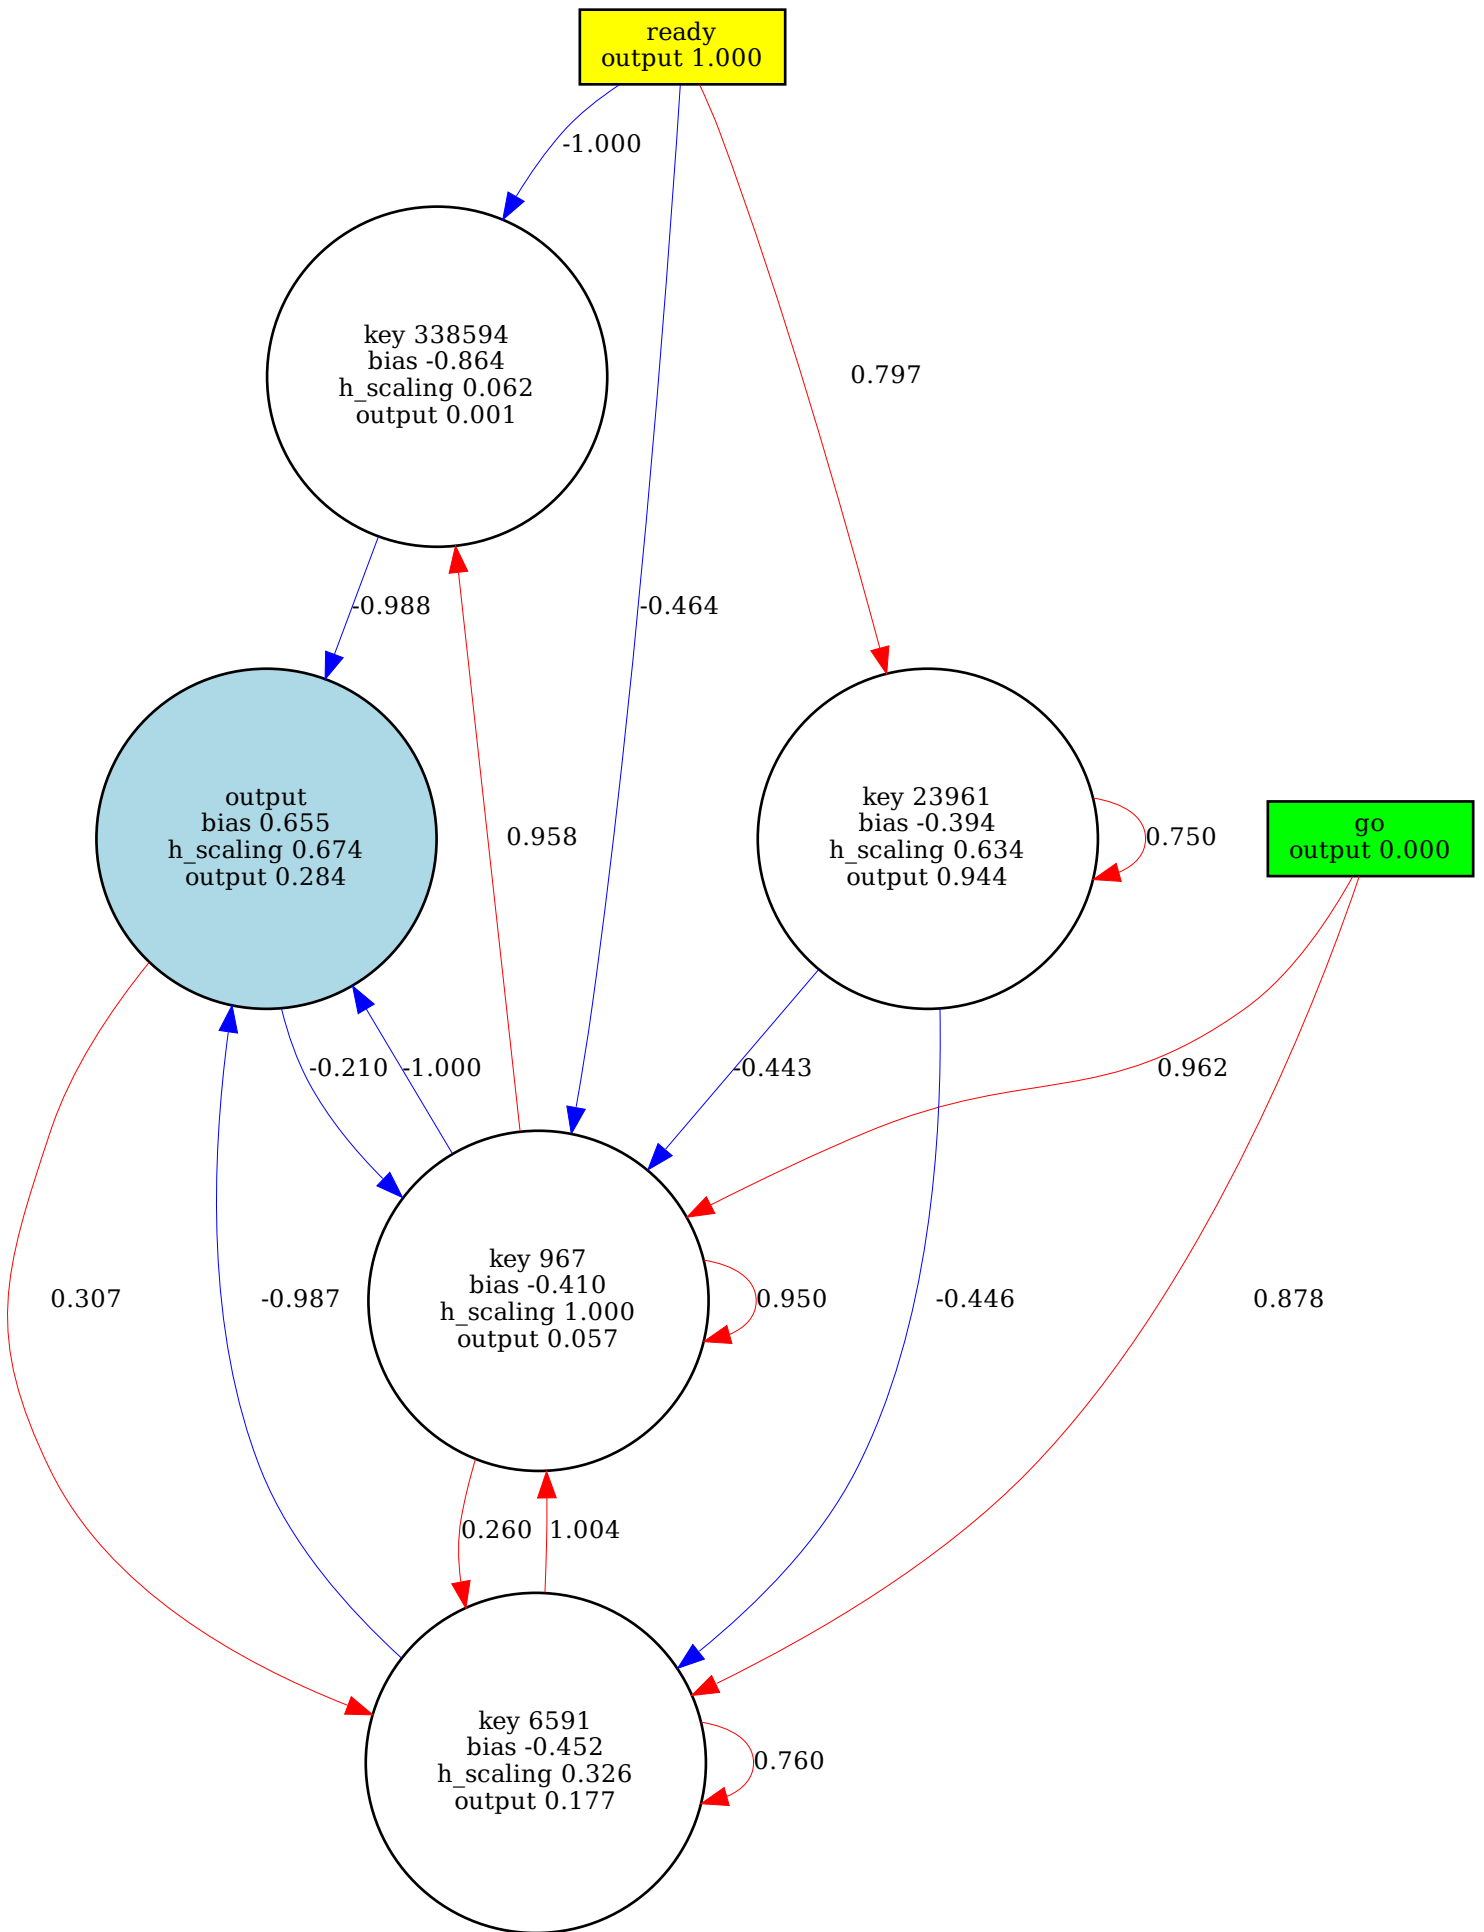 ready
output 1.000
-1.000
key 338594
bias -0.864
h_scaling 0.062
output 0.001
0.797
-0.988
-0.464
output
bias 0.655
h_scaling 0.674
output 0.284
0.958
key 23961
bias -0.394
h_scaling 0.634
output 0.944
0.750
go
output 0.000
-0.210
-1.000
-0.443
0.962
0.307
-0.987
key 967
bias -0.410
h_scaling 1.000
output 0.057
0.950
-0.446
0.878
0.260
1.004
key 6591
bias -0.452
h_scaling 0.326
output 0.177
0.760